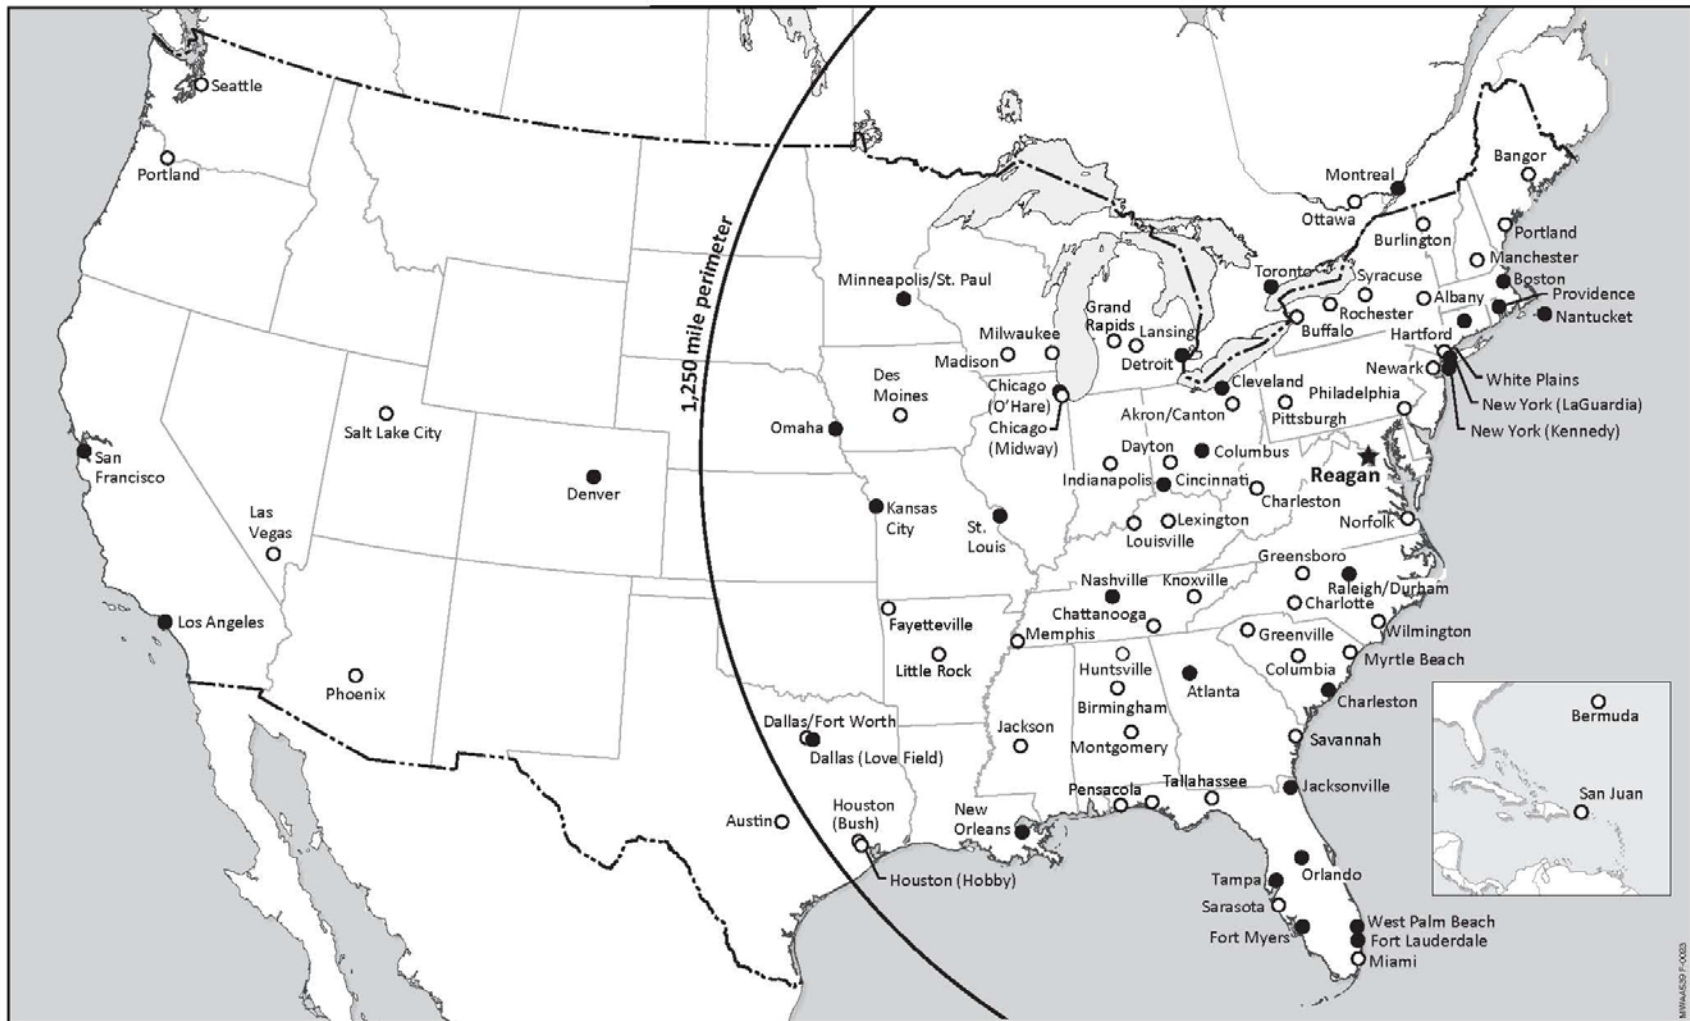 Seattle
Portland
San
Francisco
Los Angeles
Las
Vegas
Salt Lake City
Phoenix
Denver
1,250 mile perimeter
Minneapolis/St. Paul
Omaha
Des
Moines
Kansas
City
St.
Louis
Madison
Milwaukee
Grand
Rapids
Lansing
Detroit
Chicago
(O'Hare)
Chicago
(Midway)
Cleveland
Akron/Canton
Pittsburgh
Philadelphia
Dayton
Columbus
Indianapolis
Cincinnati
Charleston
Louisville
Lexington
Reagan
Norfolk
Toronto
Montreal
Ottawa
Burlington
Bangor
Portland
Manchester
Boston
Providence
Nantucket
Syracuse
Rochester
Albany
Buffalo
Hartford
Newark
White Plains
New York (LaGuardia)
New York (Kennedy)
Greensboro
Raleigh/Durham
Charlotte
Wilmington
Nashville
Knoxville
Chattanooga
Memphis
Fayetteville
Little Rock
Greenville
Columbia
Myrtle Beach
Charleston
Huntsville
Birmingham
Montgomery
Atlanta
Savannah
Jackson
Dallas/Fort Worth
Dallas (Love Field)
Austin
Houston
(Bush)
Houston (Hobby)
New
Orleans
Pensacola
Tallahassee
Jacksonville
Orlando
Tampa
Sarasota
Fort Myers
West Palm Beach
Fort Lauderdale
Miami
Bermuda
San Juan
MWAA539 F-0023